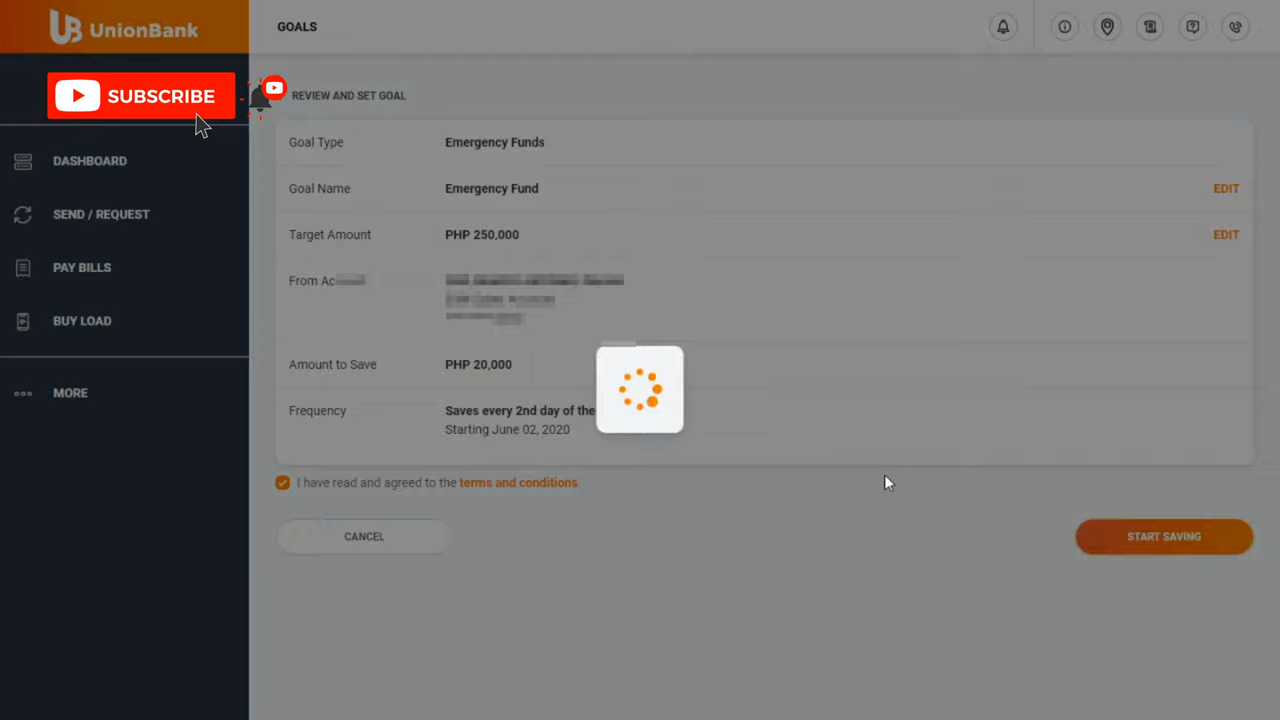 UnionBank
GOALS
SUBSCRIBE
REVIEW AND SET GOAL
DASHBOARD
SEND / REQUEST
PAY BILLS
BUY LOAD
MORE
Goal Type Emergency Funds
Goal Name Emergency Fund EDIT
Target Amount PHP 250,000 EDIT
From
Amount to Save PHP 20,000
Frequency Saves every 2nd day of the
Starting June 02, 2020
I have read and agreed to the terms and conditions.
CANCEL
START SAVING